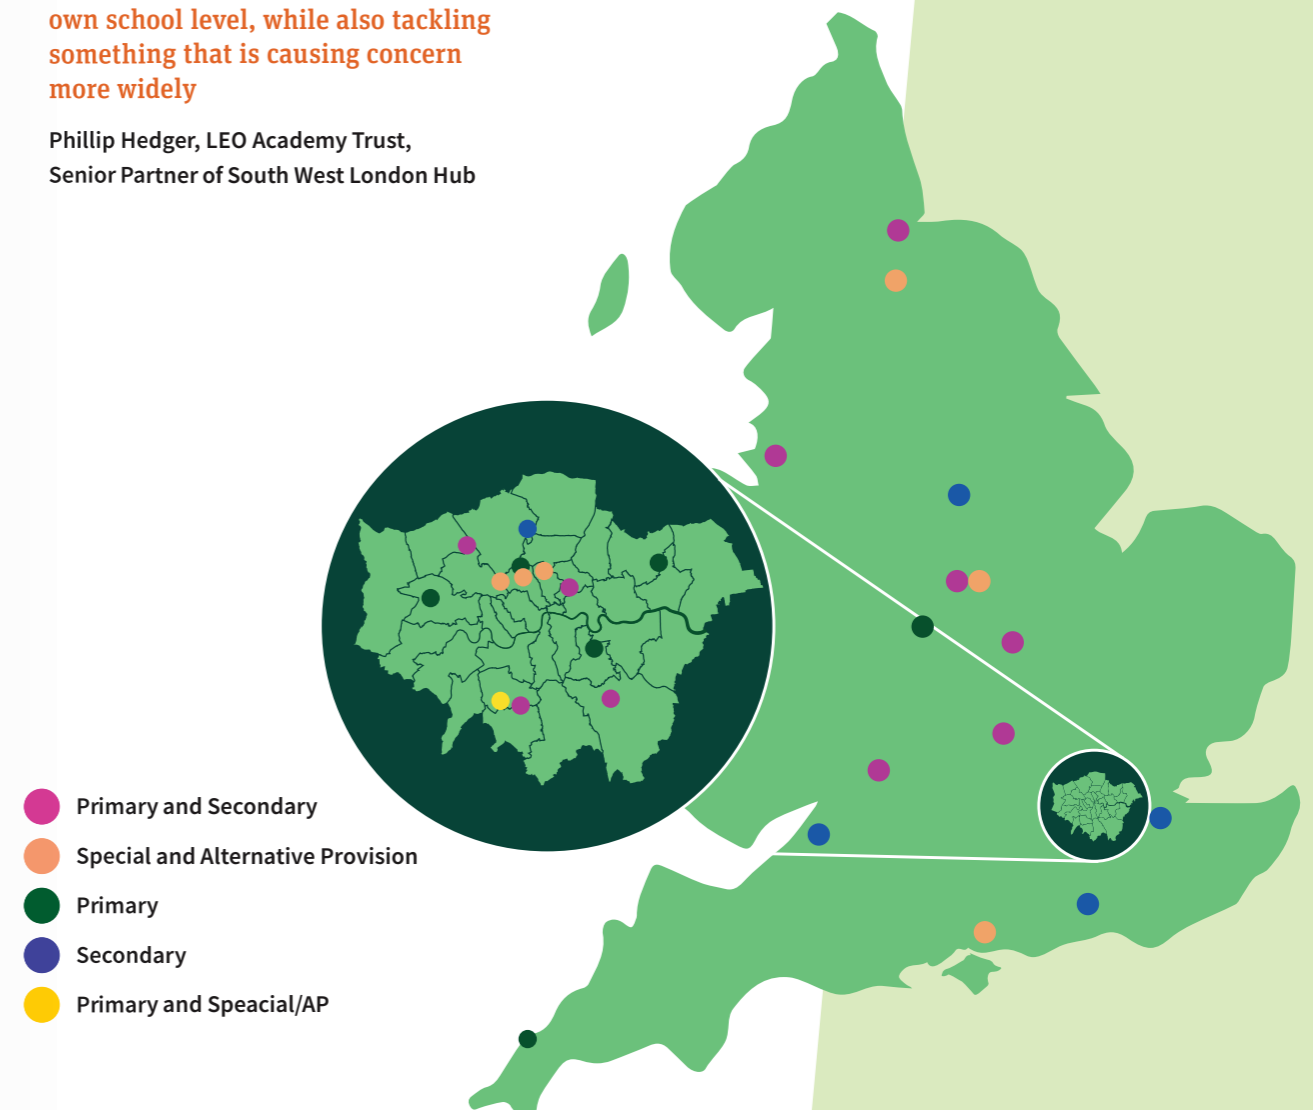 own school level, while also tackling
something that is causing concern
more widely
Phillip Hedger, LEO Academy Trust,
Senior Partner of South West London Hub
Primary and Secondary
Special and Alternative Provision
Primary
Secondary
Primary and Speacial/AP